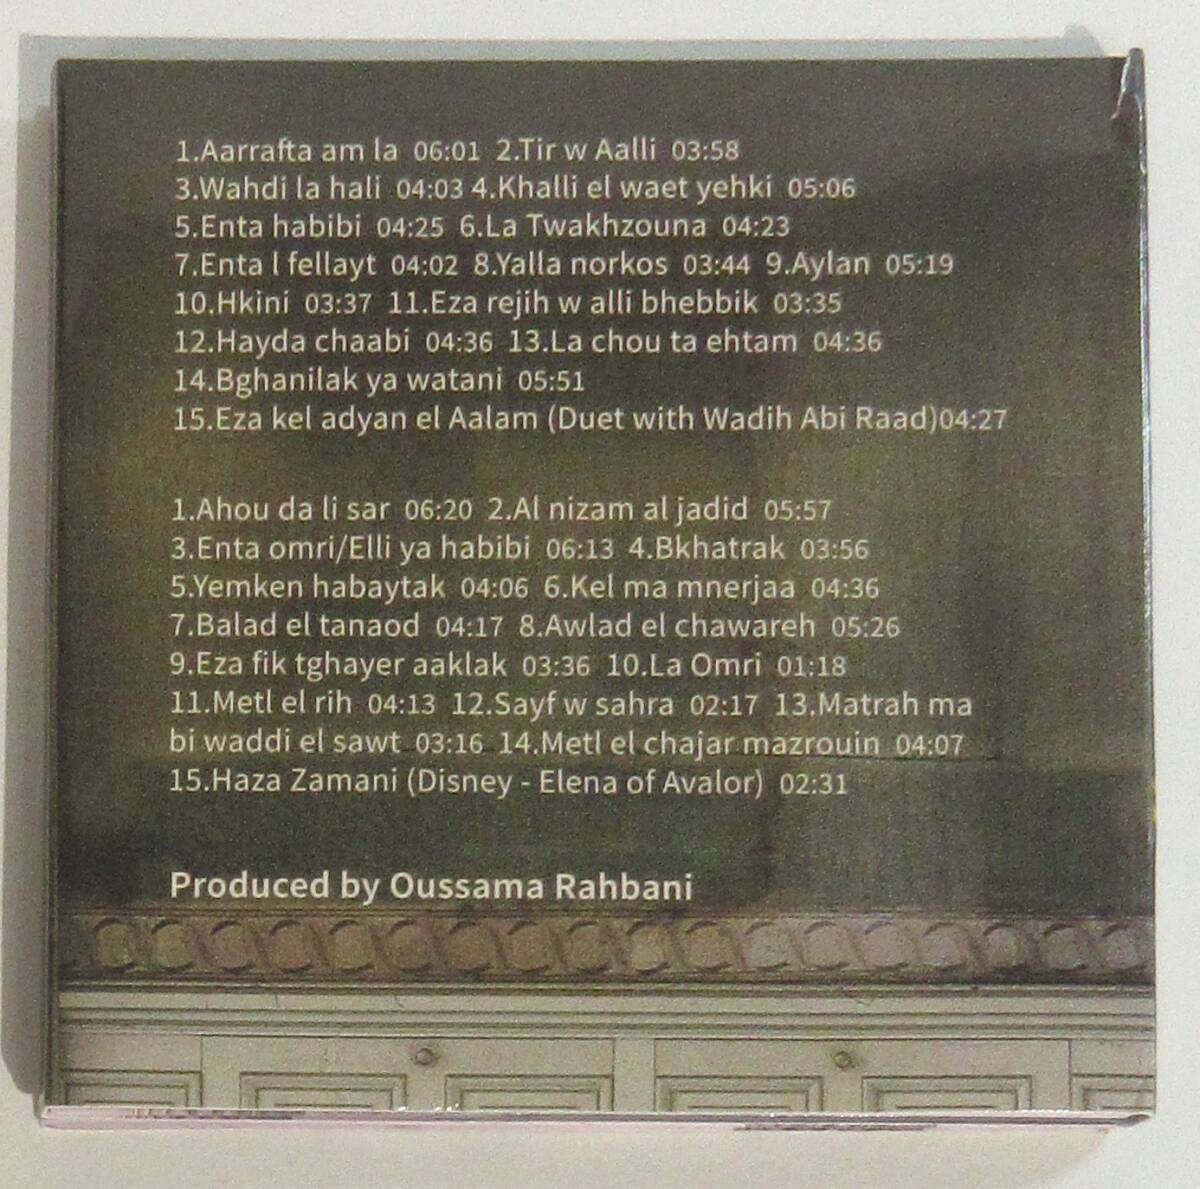 1.Aarrafta am la 06:01 2.Tir w Aalli 03:58
3.Wahdi la hali 04:03 4.Khalli el waet yehki 05:06
5.Enta habibi 04:25 6.La Twakhzouna 04:23
7.Enta l fellayt 04:02 8.Yalla norkos 03:44 9.Aylan 05:19
10.Hkini 03:37 11.Eza rejih w alli bhebbik 03:35
12.Hayda chaabi 04:36 13.La chou ta ehtam 04:36
14.Bghanilak ya watani 05:51
15.Eza kel adyan el Aalam (Duet with Wadih Abi Raad)04:27
1.Ahou da li sar 06:20 2.Al nizam al jadid 05:57
3.Enta omri/Elli ya habibi 06:13 4.Bkhatrak 03:56
5.Yemken habaytak 04:06 6.Kel ma mnerjaa 04:36
7.Balad el tanaod 04:17 8.Awlad el chawareh 05:26
9.Eza fik tghayer aaklak 03:36 10.La Omri 01:18
11.Metl el rih 04:13 12.Sayf w sahra 02:17 13.Matrah ma
bi waddi el sawt 03:16 14.Metl el chajar mazrouin 04:07
15.Haza Zamani (Disney - Elena of Avalor) 02:31
Produced by Oussama Rahbani